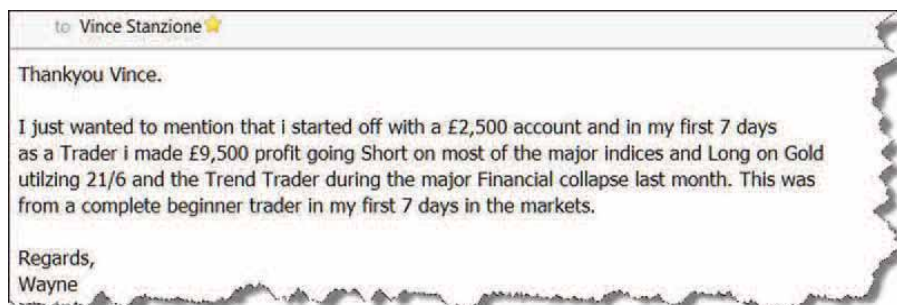 to Vince Stanzione
Thankyou Vince.
I just wanted to mention that i started off with a £2,500 account and in my first 7 days
as a Trader i made £9,500 profit going Short on most of the major indices and Long on Gold
utilzing 21/6 and the Trend Trader during the major Financial collapse last month. This was
from a complete beginner trader in my first 7 days in the markets.
Regards,
Wayne